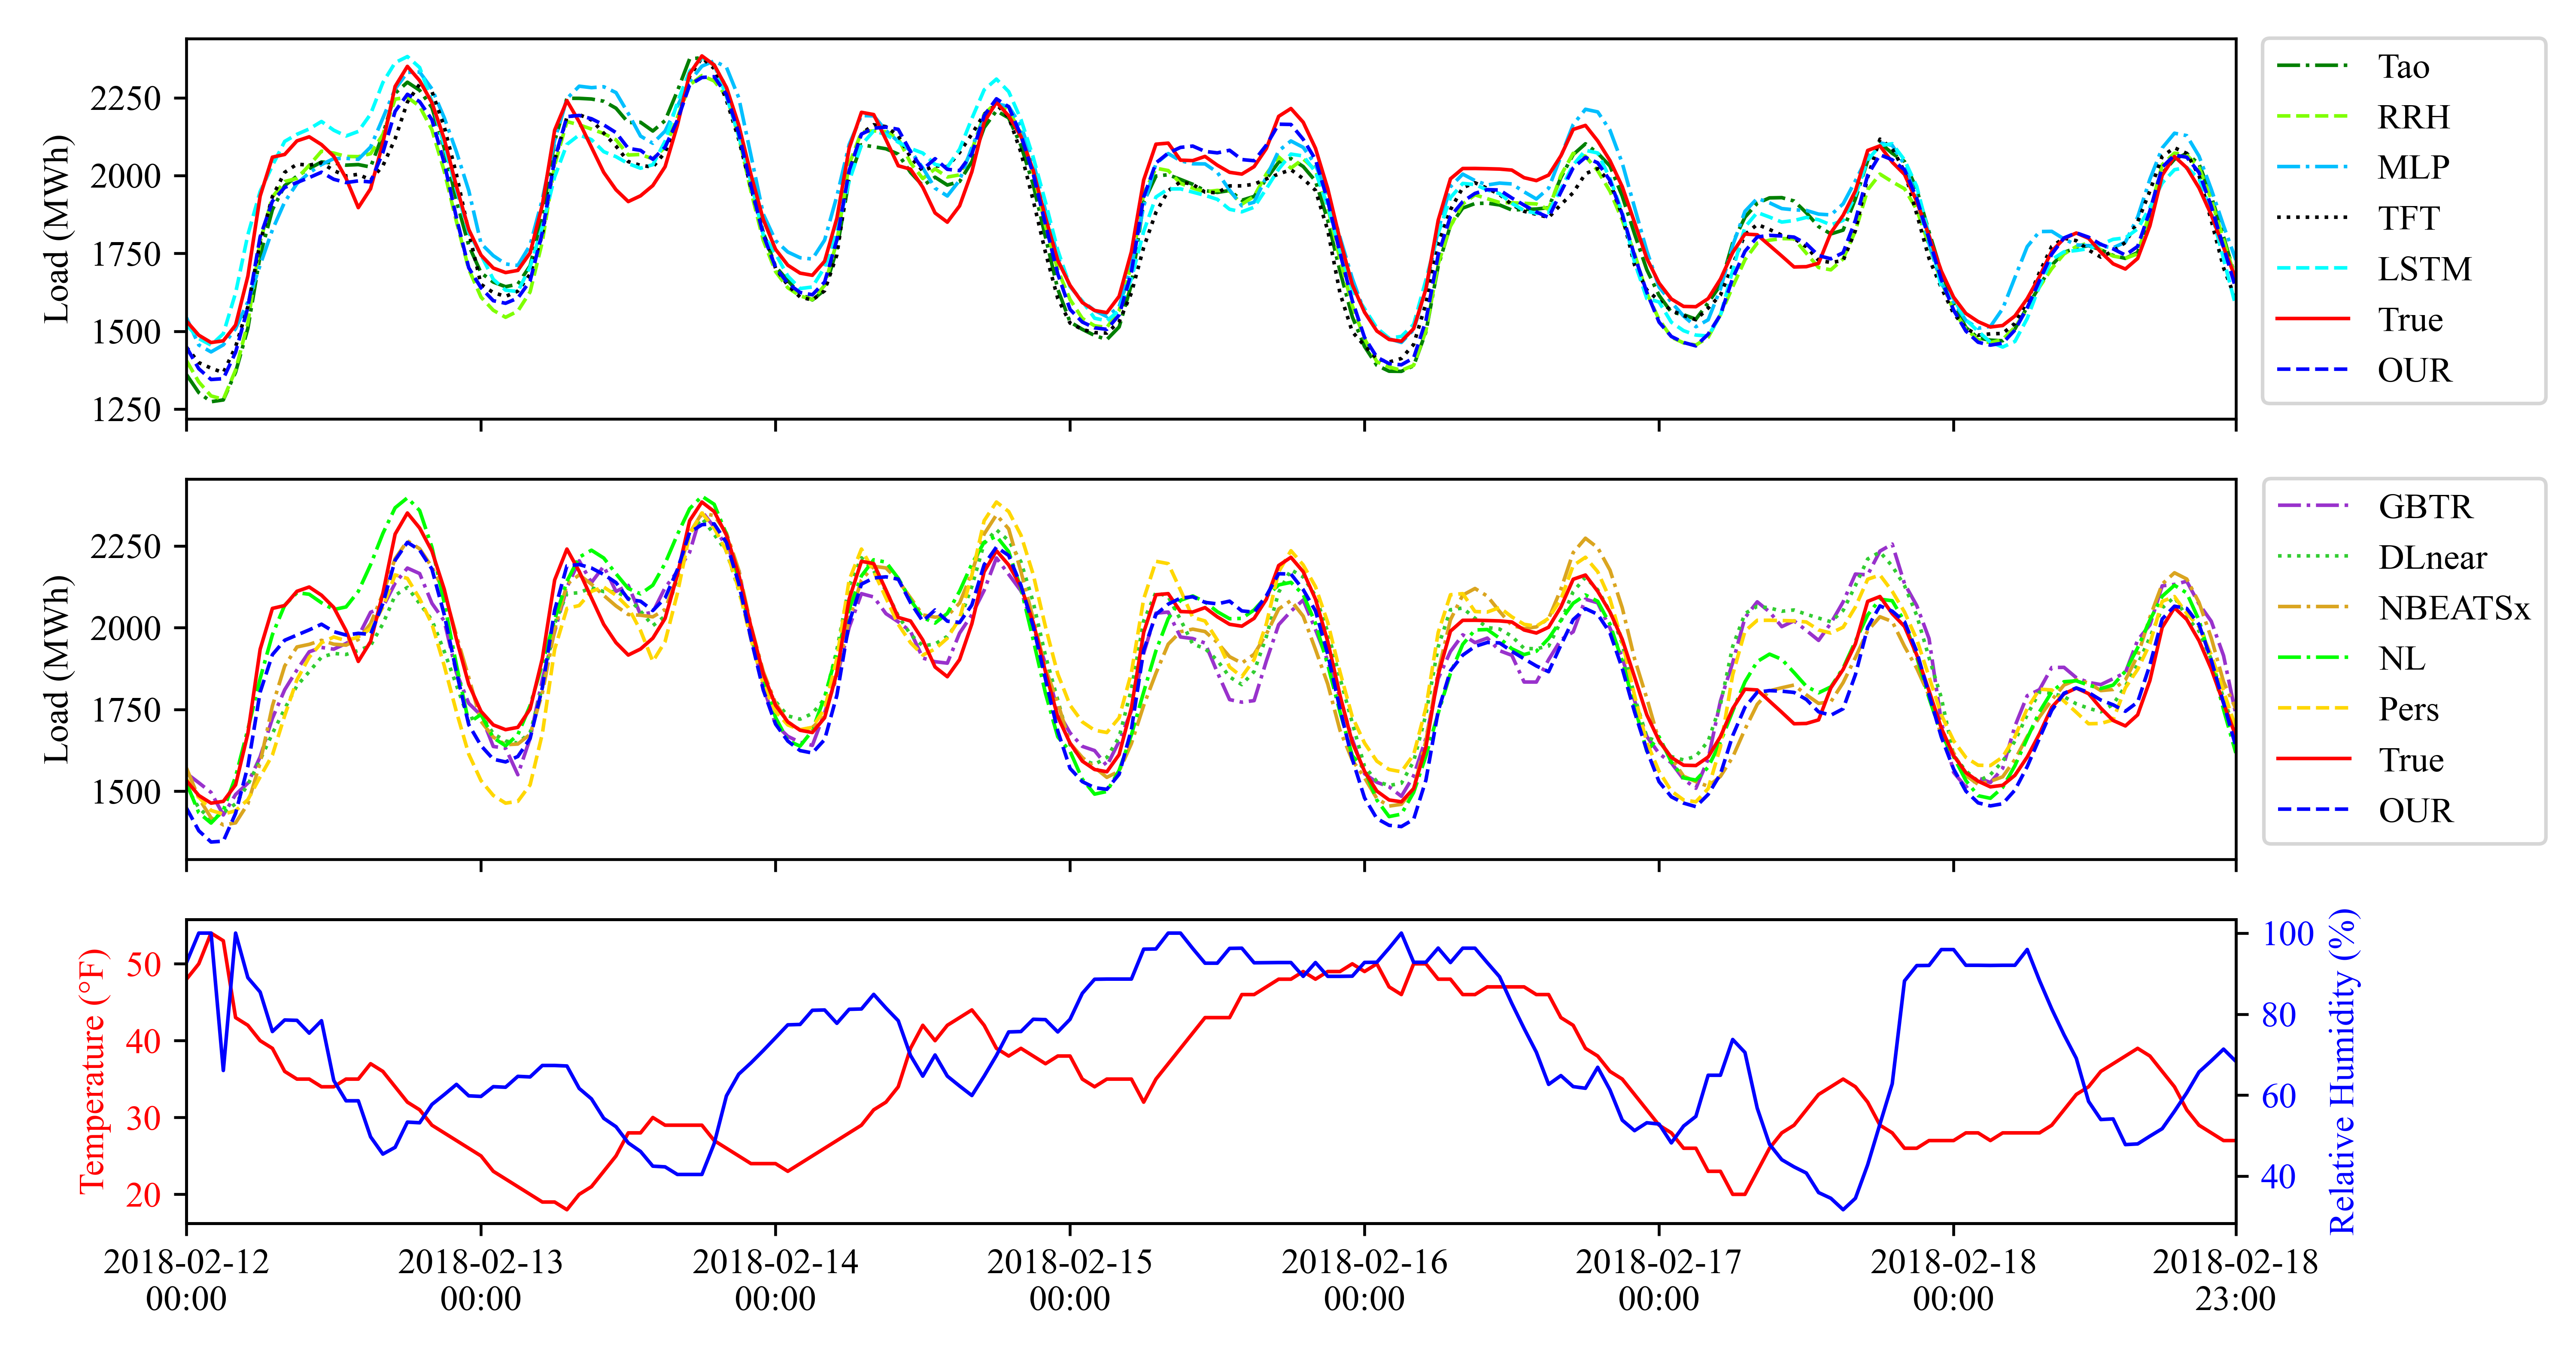 Load (MWh)
2250
2000
1750
1500
1250
Tao
RRH
MLP
TFT
LSTM
True
OUR
Load (MWh)
2250
2000
1750
1500
GBTR
DLnear
NBEATSx
NL
Pers
True
OUR
Temperature (°F)
50
40
30
20
100
80
60
40
Relative Humidity (%)
2018-02-12 2018-02-13 2018-02-14 2018-02-15 2018-02-16 2018-02-17 2018-02-18 2018-02-18
00:00 00:00 00:00 00:00 00:00 00:00 00:00 23:00